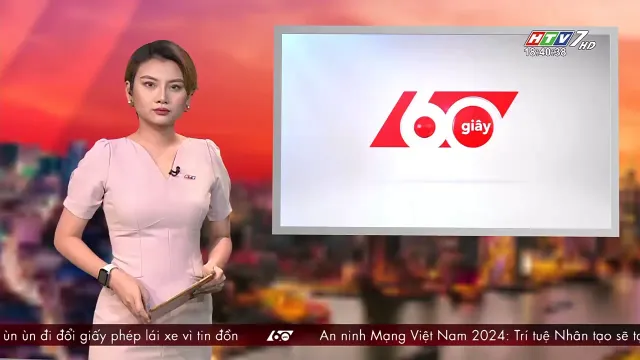 HTV7 HD
18:40:38
60 giây
ùn ùn đi đổi giấy phép lái xe vì tin đồn 60 An ninh Mạng Việt Nam 2024: Trí tuệ Nhân tạo sẽ t